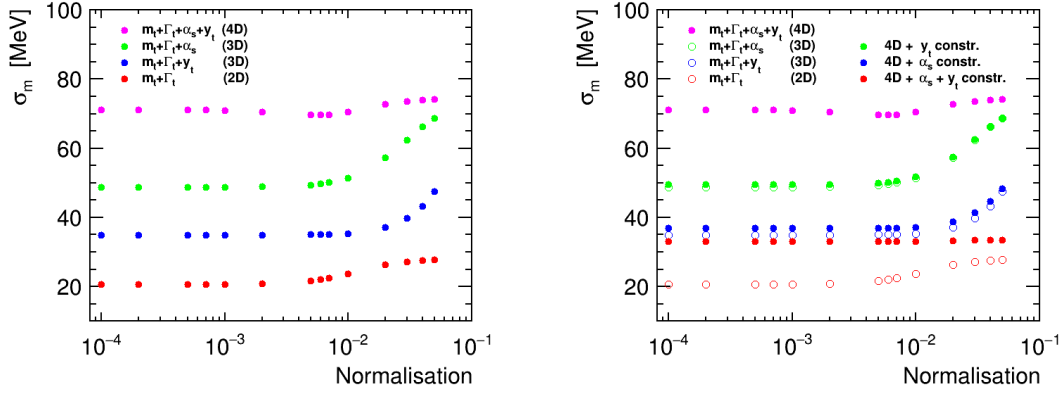 σm [MeV]
100
80
60
40
20
mt+Γt+αs+yt (4D)
mt+Γt+αs (3D)
mt+Γt+yt (3D)
mt+Γt (2D)
10−4 10−3 10−2 10−1
Normalisation
σm [MeV]
100
80
60
40
20
mt+Γt+αs+yt (4D)
mt+Γt+αs (3D) 4D + yt constr.
mt+Γt+yt (3D) 4D + αs constr.
mt+Γt (2D) 4D + αs + yt constr.
10−4 10−3 10−2 10−1
Normalisation